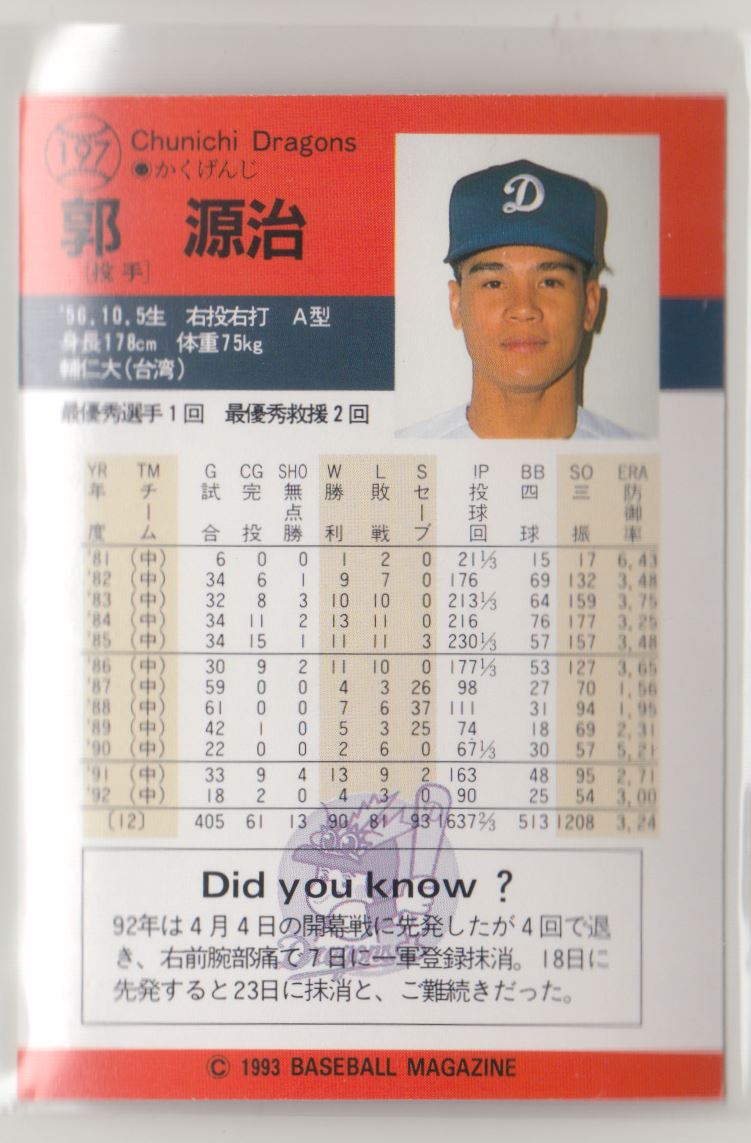 197
Chunichi Dragons
●かくげんじ
郭 源治
[投手]
'56.10.5生 右投右打 A型
身長178cm 体重75kg
輔仁大(台湾)
D
最優秀選手1回 最優秀救援2回
YR TM G CG SHO W L S IP BB SO ERA
年度 チーム 試合 完投 無点勝 勝利 敗戦 セーブ 投球回 四球 三振 防御率
'81 (中) 6 0 0 1 2 0 21⅓ 15 17 6,43
'82 (中) 34 6 1 9 7 0 176 69 132 3,48
'83 (中) 32 8 3 10 10 0 213⅓ 64 159 3,75
'84 (中) 34 11 2 13 11 0 216 76 177 3,25
'85 (中) 34 15 1 11 11 3 230⅓ 57 157 3,48
'86 (中) 30 9 2 11 10 0 177⅓ 53 127 3,65
'87 (中) 59 0 0 4 3 26 98 27 70 1,56
'88 (中) 61 0 0 7 6 37 111 31 94 1,95
'89 (中) 42 1 0 5 3 25 74 18 69 2,31
'90 (中) 22 0 0 2 6 0 67⅓ 30 57 5,21
'91 (中) 33 9 4 13 9 2 163 48 95 2,71
'92 (中) 18 2 0 4 3 0 90 25 54 3,00
(12) 405 61 13 90 81 93 1637⅔ 513 1208 3,24
Did you know ?
92年は4月4日の開幕戦に先発したが4回で退
き、右前腕部痛で7日に一軍登録抹消。18日に
先発すると23日に抹消と、ご難続きだった。
Dragons
© 1993 BASEBALL MAGAZINE